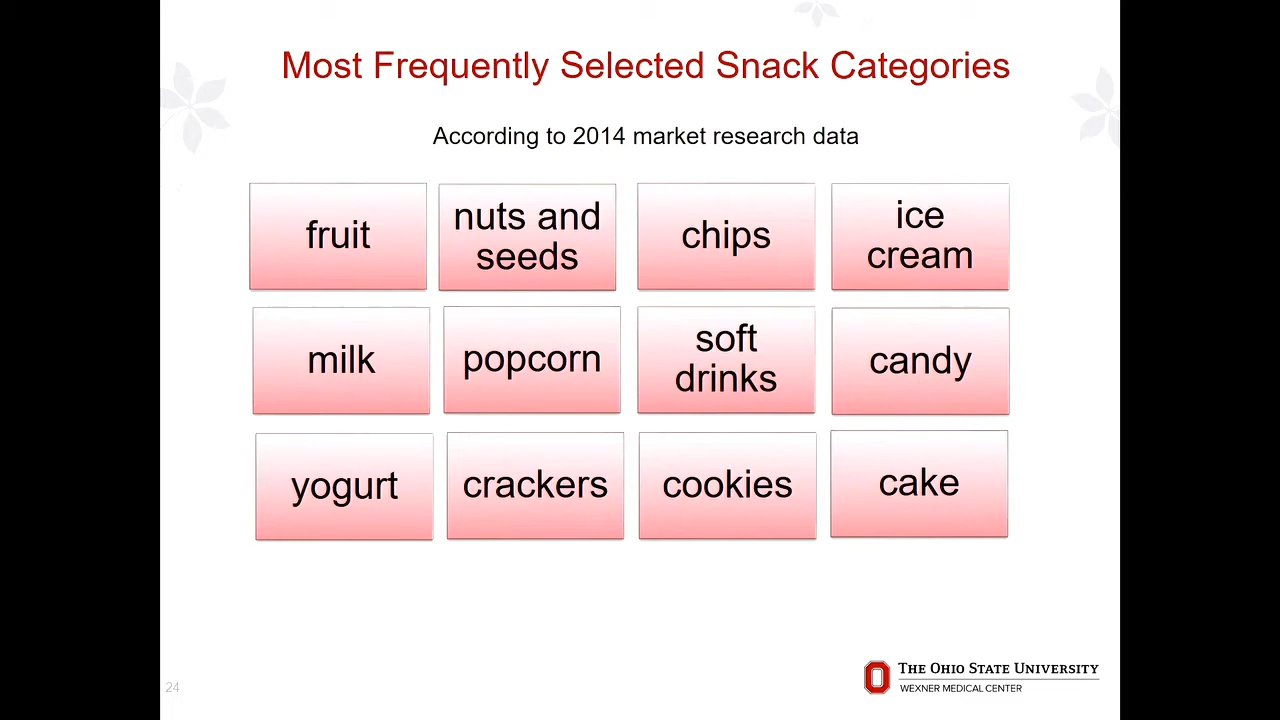 Most Frequently Selected Snack Categories
According to 2014 market research data
fruit
nuts and
seeds
chips
ice
cream
milk
popcorn
soft
drinks
candy
yogurt
crackers
cookies
cake
24
THE OHIO STATE UNIVERSITY
WEXNER MEDICAL CENTER